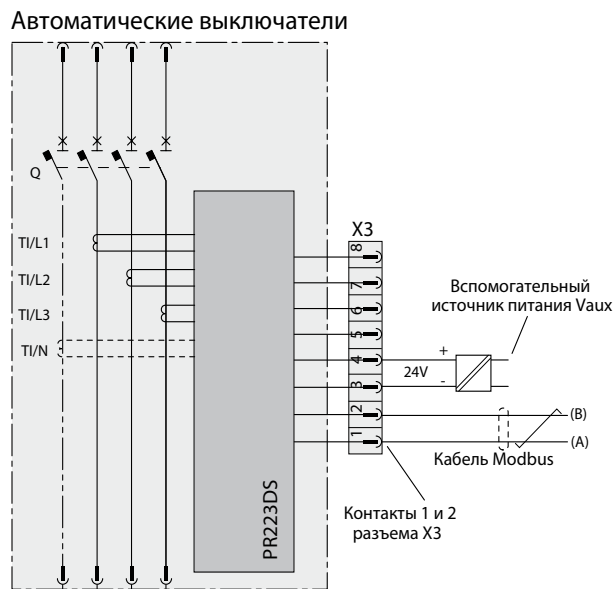 Автоматические выключатели
Q
TI/L1
TI/L2
TI/L3
TI/N
PR223DS
X3
8
7
6
5
4
3
2
1
+
24V
-
Вспомогательный
источник питания Vaux
(B)
(A)
Кабель Modbus
Контакты 1 и 2
разъема X3